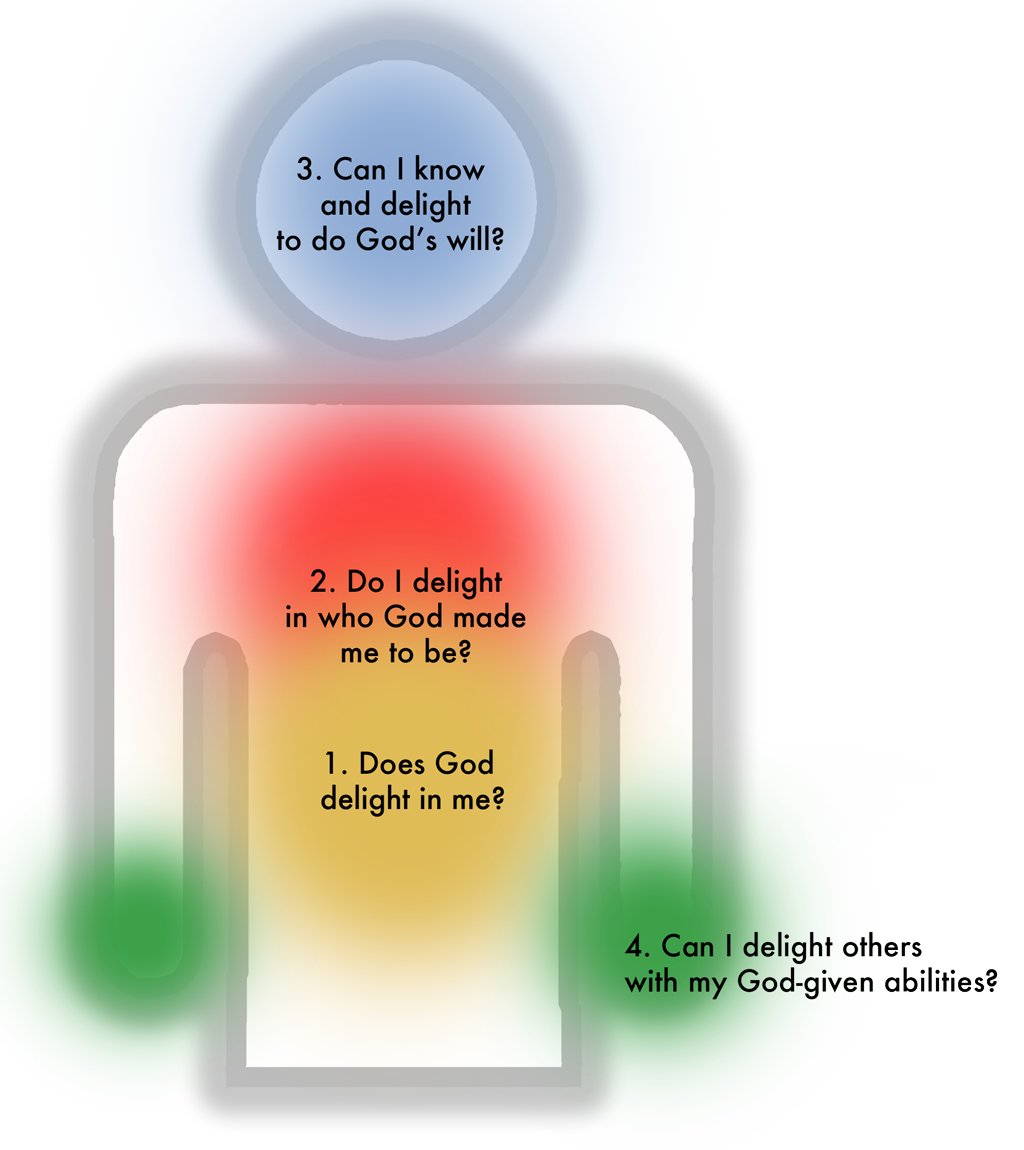 3. Can I know
and delight
to do God’s will?
2. Do I delight
in who God made
me to be?
1. Does God
delight in me?
4. Can I delight others
with my God-given abilities?